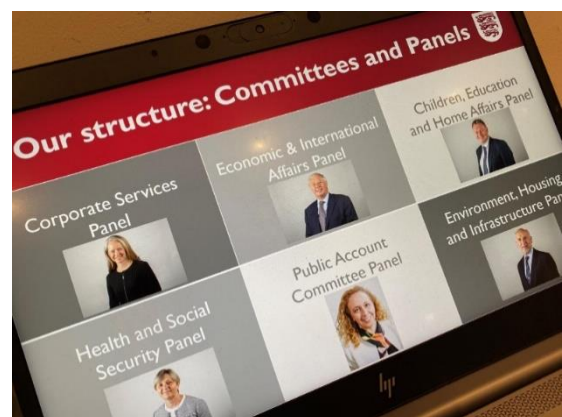 Our structure: Committees and Panels
Corporate Services
Panel
Economic & International
Affairs Panel
Children, Education
and Home Affairs Panel
Health and Social
Security Panel
Public Account
Committee Panel
Environment, Housing
and Infrastructure Pan
hp